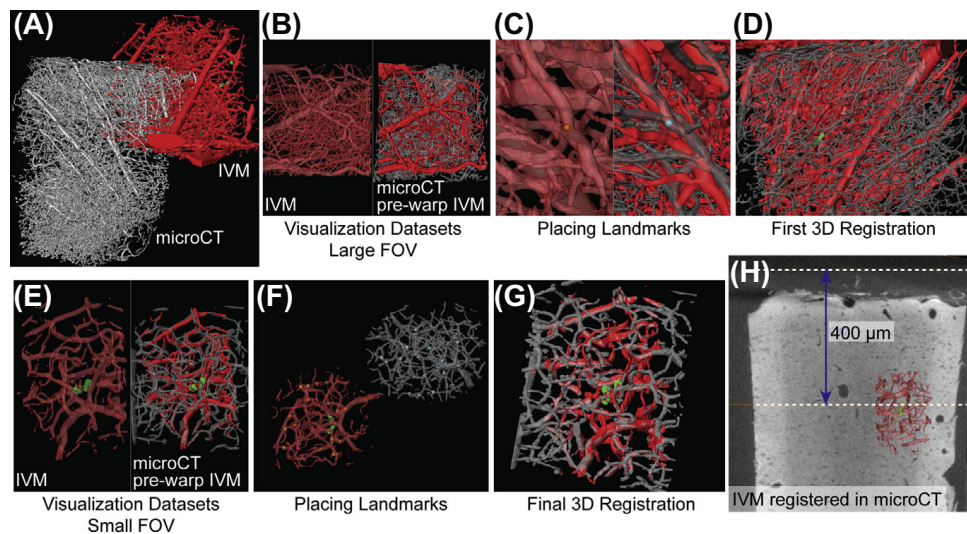 (A)
IVM
microCT
(B)
IVM
microCT
pre-warp IVM
Visualization Datasets
Large FOV
(C)
Placing Landmarks
(D)
First 3D Registration
(E)
IVM
microCT
pre-warp IVM
Visualization Datasets
Small FOV
(F)
Placing Landmarks
(G)
Final 3D Registration
(H)
400 µm
IVM registered in microCT